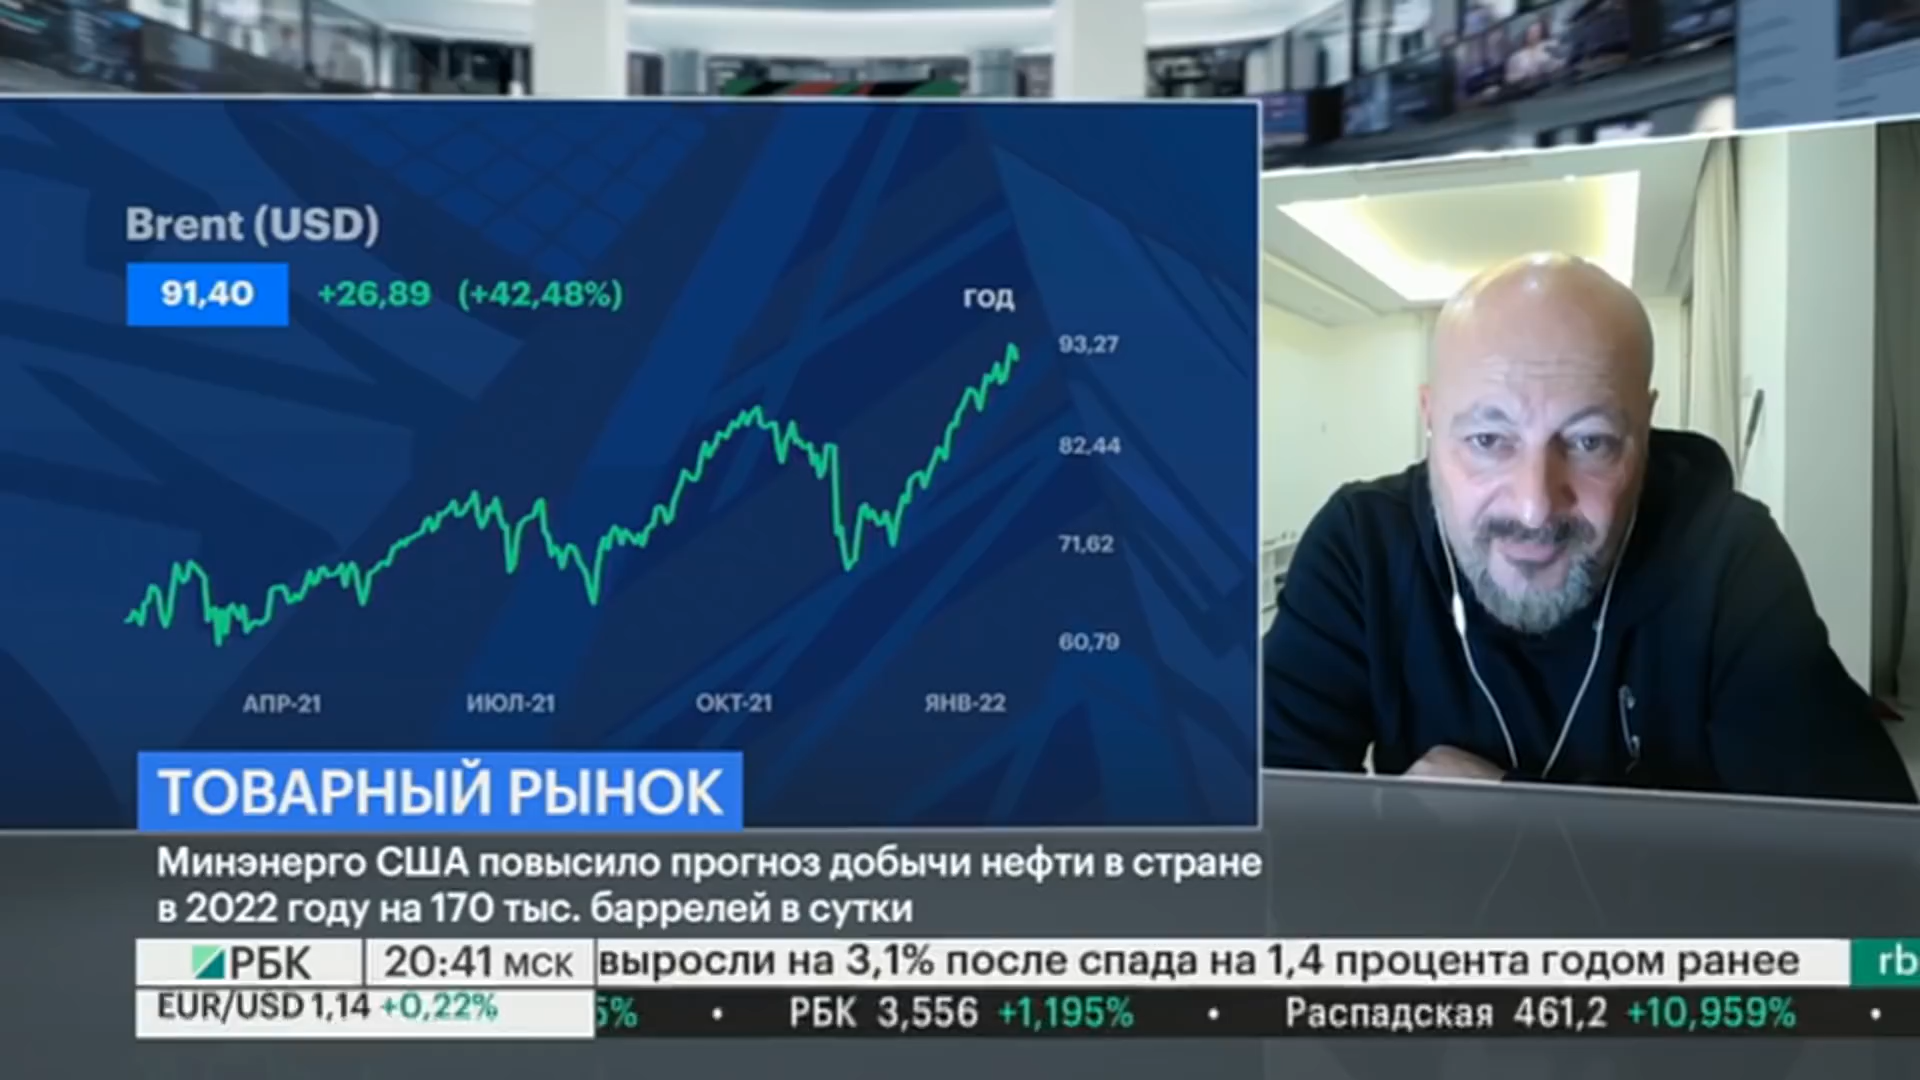 Brent (USD)
91,40 +26,89 (+42,48%)
ГОД
93,27
82,44
71,62
60,79
АПР-21 ИЮЛ-21 ОКТ-21 ЯНВ-22
ТОВАРНЫЙ РЫНОК
Минэнерго США повысило прогноз добычи нефти в стране
в 2022 году на 170 тыс. баррелей в сутки
РБК 20:41 МСК выросли на 3,1% после спада на 1,4 процента годом ранее rb
EUR/USD 1,14 +0,22% 5% • РБК 3,556 +1,195% • Распадская 461,2 +10,959% •